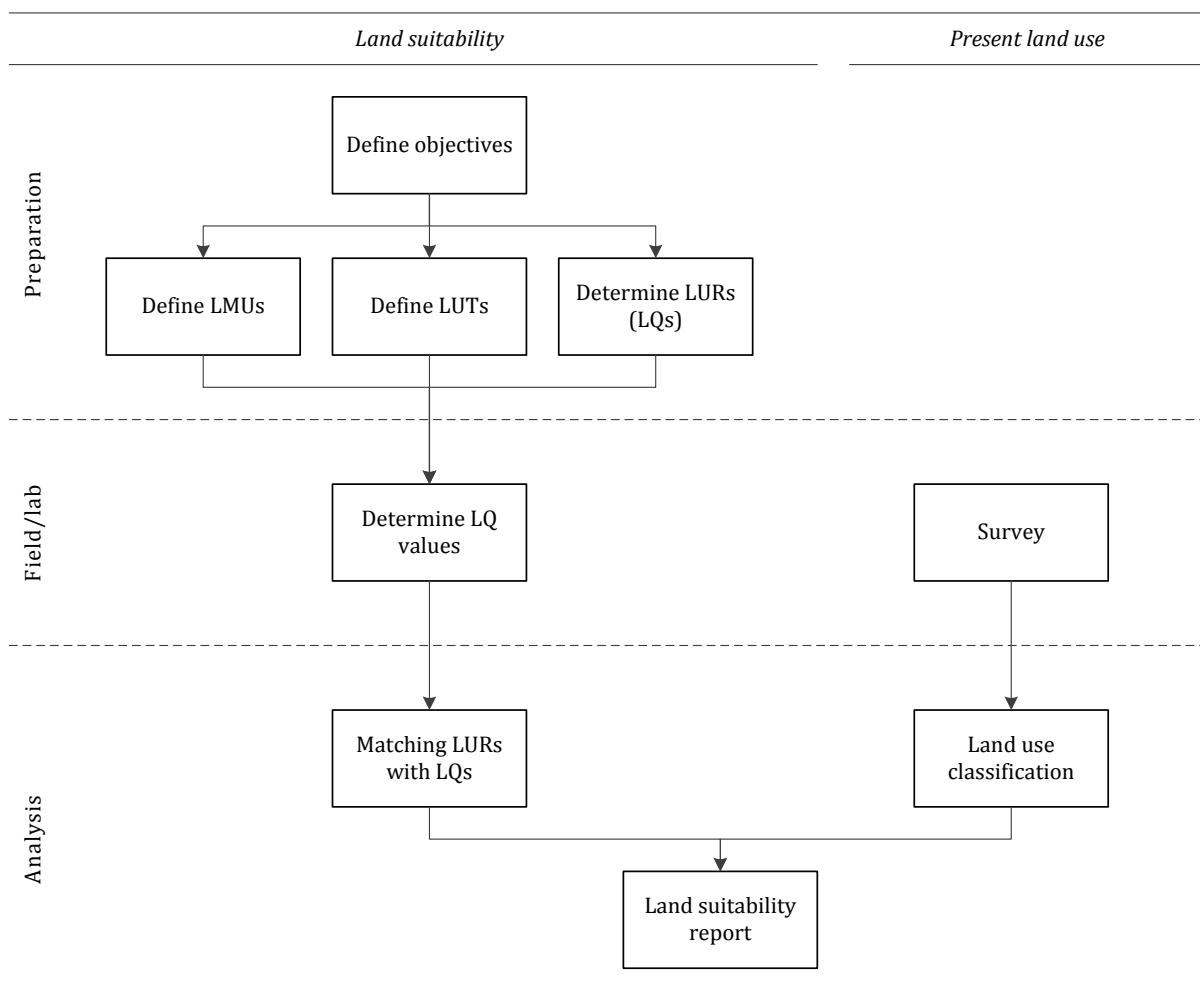 Land suitability
Present land use
Preparation
Define objectives
Define LMUs
Define LUTs
Determine LURs
(LQs)
Field/lab
Determine LQ
values
Survey
Analysis
Matching LURs
with LQs
Land use
classification
Land suitability
report